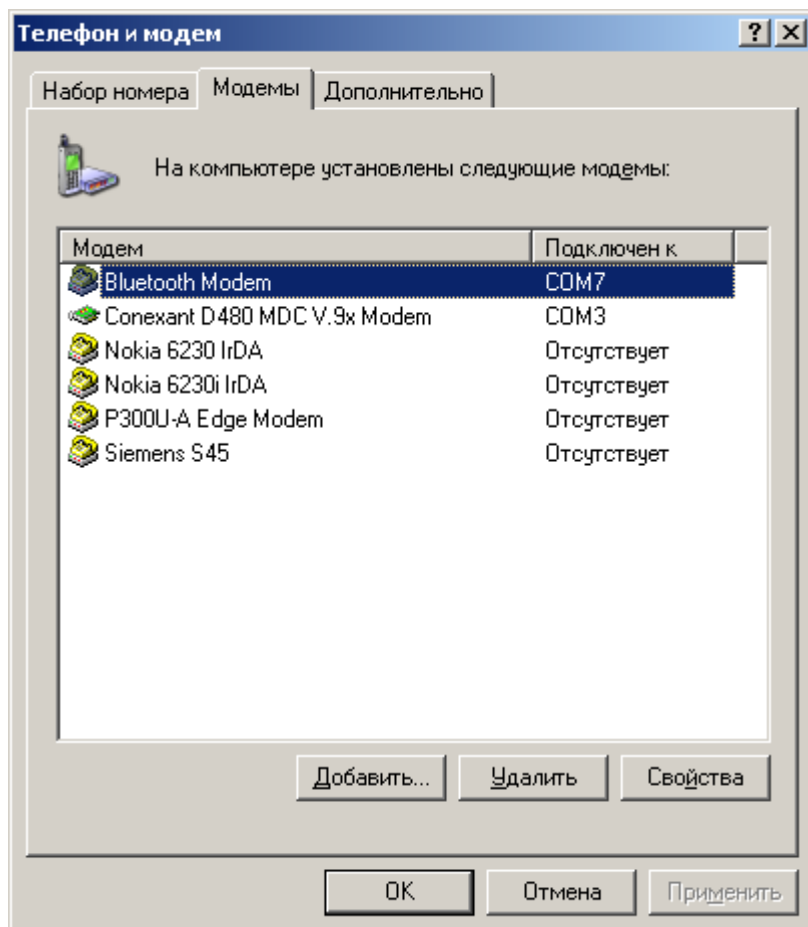 Телефон и модем
Набор номера Модемы Дополнительно
На компьютере установлены следующие модемы:
Модем Подключен к
Bluetooth Modem COM7
Conexant D480 MDC V.9x Modem COM3
Nokia 6230 IrDA Отсутствует
Nokia 6230i IrDA Отсутствует
P300U-A Edge Modem Отсутствует
Siemens S45 Отсутствует
Добавить... Удалить Свойства
OK Отмена Применить